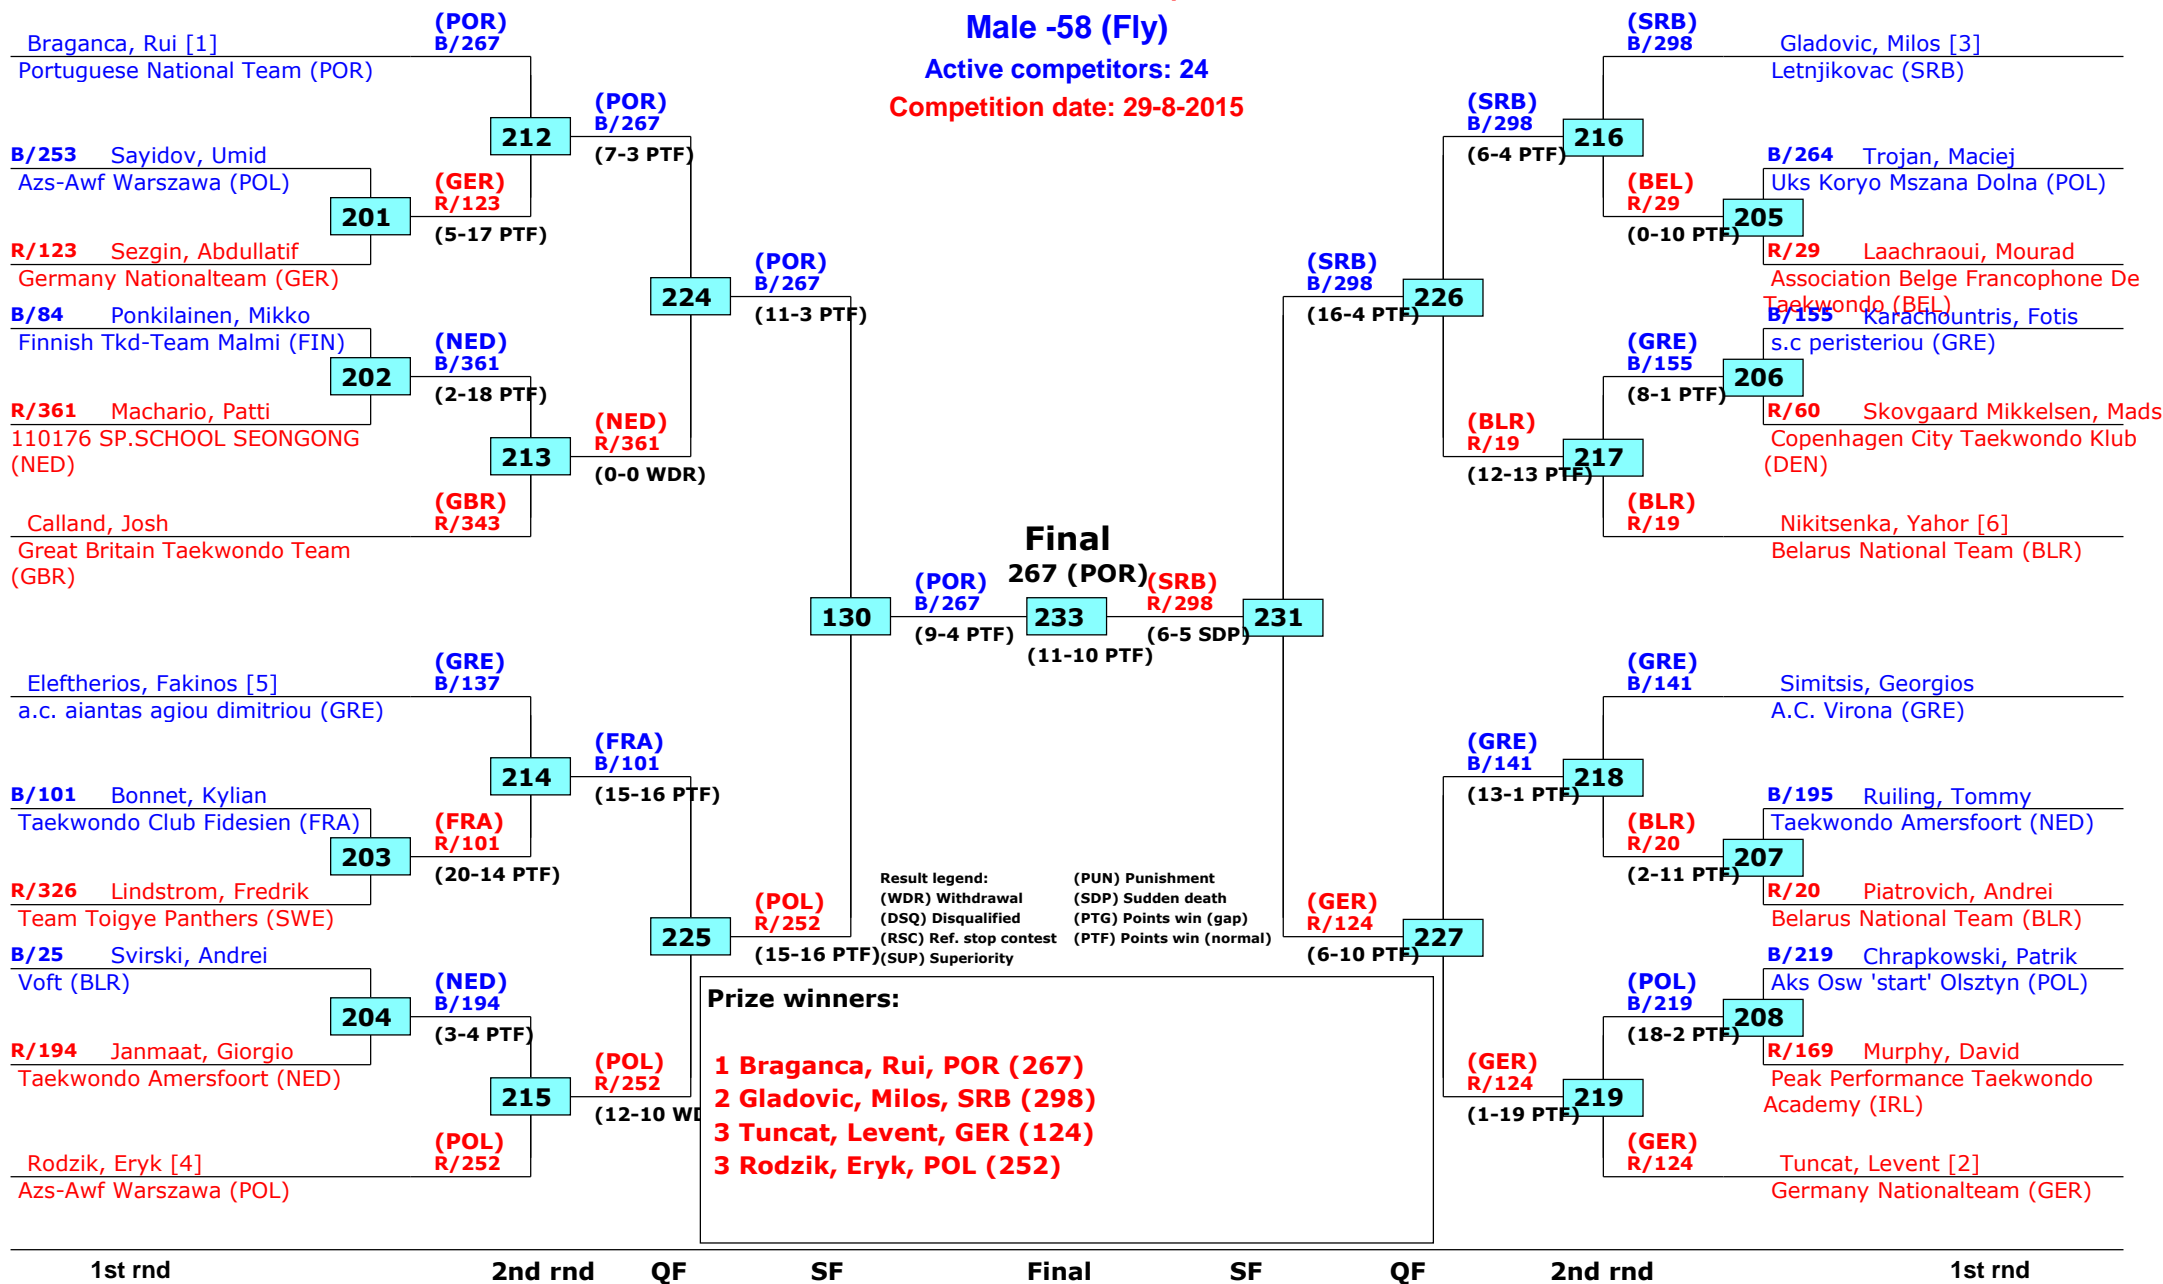 Male -58 (Fly)
Active competitors: 24
Competition date: 29-8-2015
Braganca, Rui [1]
Portuguese National Team (POR)
(POR)
B/267
B/253 Sayidov, Umid
Azs-Awf Warszawa (POL)
201
R/123 Sezgin, Abdullatif
Germany Nationalteam (GER)
(GER)
R/123
(5-17 PTF)
212
(POR)
B/267
(7-3 PTF)
B/84 Ponkilainen, Mikko
Finnish Tkd-Team Malmi (FIN)
202
R/361 Machario, Patti
110176 SP.SCHOOL SEONGONG
(NED)
(NED)
B/361
(2-18 PTF)
213
(NED)
R/361
(0-0 WDR)
Calland, Josh
Great Britain Taekwondo Team
(GBR)
(GBR)
R/343
224
(POR)
B/267
(11-3 PTF)
Eleftherios, Fakinos [5]
a.c. aiantas agiou dimitriou (GRE)
(GRE)
B/137
214
(FRA)
B/101
(15-16 PTF)
B/101 Bonnet, Kylian
Taekwondo Club Fidesien (FRA)
203
R/326 Lindstrom, Fredrik
Team Toigye Panthers (SWE)
(FRA)
R/101
(20-14 PTF)
B/25 Svirski, Andrei
Voft (BLR)
204
R/194 Janmaat, Giorgio
Taekwondo Amersfoort (NED)
(NED)
B/194
(3-4 PTF)
215
(POL)
R/252
(12-10 WD
Rodzik, Eryk [4]
Azs-Awf Warszawa (POL)
(POL)
R/252
225
(POL)
R/252
(15-16 PTF)
130
(POR)
B/267
(9-4 PTF)
Final
267 (POR)
233
(11-10 PTF)
(SRB)
R/298
(6-5 SDP)
231
(SRB)
B/298
Gladovic, Milos [3]
Letnjikovac (SRB)
216
(SRB)
B/298
(6-4 PTF)
B/264 Trojan, Maciej
Uks Koryo Mszana Dolna (POL)
205
(BEL)
R/29
(0-10 PTF)
R/29 Laachraoui, Mourad
Association Belge Francophone De
Taekwondo (BEL)
226
(SRB)
B/298
(16-4 PTF)
B/155 Karachountris, Fotis
s.c peristeriou (GRE)
206
(GRE)
B/155
(8-1 PTF)
R/60 Skovgaard Mikkelsen, Mads
Copenhagen City Taekwondo Klub
(DEN)
217
(BLR)
R/19
(12-13 PTF)
(BLR)
R/19
Nikitsenka, Yahor [6]
Belarus National Team (BLR)
(GRE)
B/141
Simitsis, Georgios
A.C. Virona (GRE)
218
(GRE)
B/141
(13-1 PTF)
B/195 Ruiling, Tommy
Taekwondo Amersfoort (NED)
207
(BLR)
R/20
(2-11 PTF)
R/20 Piatrovich, Andrei
Belarus National Team (BLR)
227
(GER)
R/124
(6-10 PTF)
B/219 Chrapkowski, Patrik
Aks Osw 'start' Olsztyn (POL)
208
(POL)
B/219
(18-2 PTF)
R/169 Murphy, David
Peak Performance Taekwondo
Academy (IRL)
219
(GER)
R/124
(1-19 PTF)
(GER)
R/124
Tuncat, Levent [2]
Germany Nationalteam (GER)
Result legend: (PUN) Punishment
(WDR) Withdrawal (SDP) Sudden death
(DSQ) Disqualified (PTG) Points win (gap)
(RSC) Ref. stop contest (PTF) Points win (normal)
(SUP) Superiority
Prize winners:
1 Braganca, Rui, POR (267)
2 Gladovic, Milos, SRB (298)
3 Tuncat, Levent, GER (124)
3 Rodzik, Eryk, POL (252)
1st rnd 2nd rnd QF SF Final SF QF 2nd rnd 1st rnd